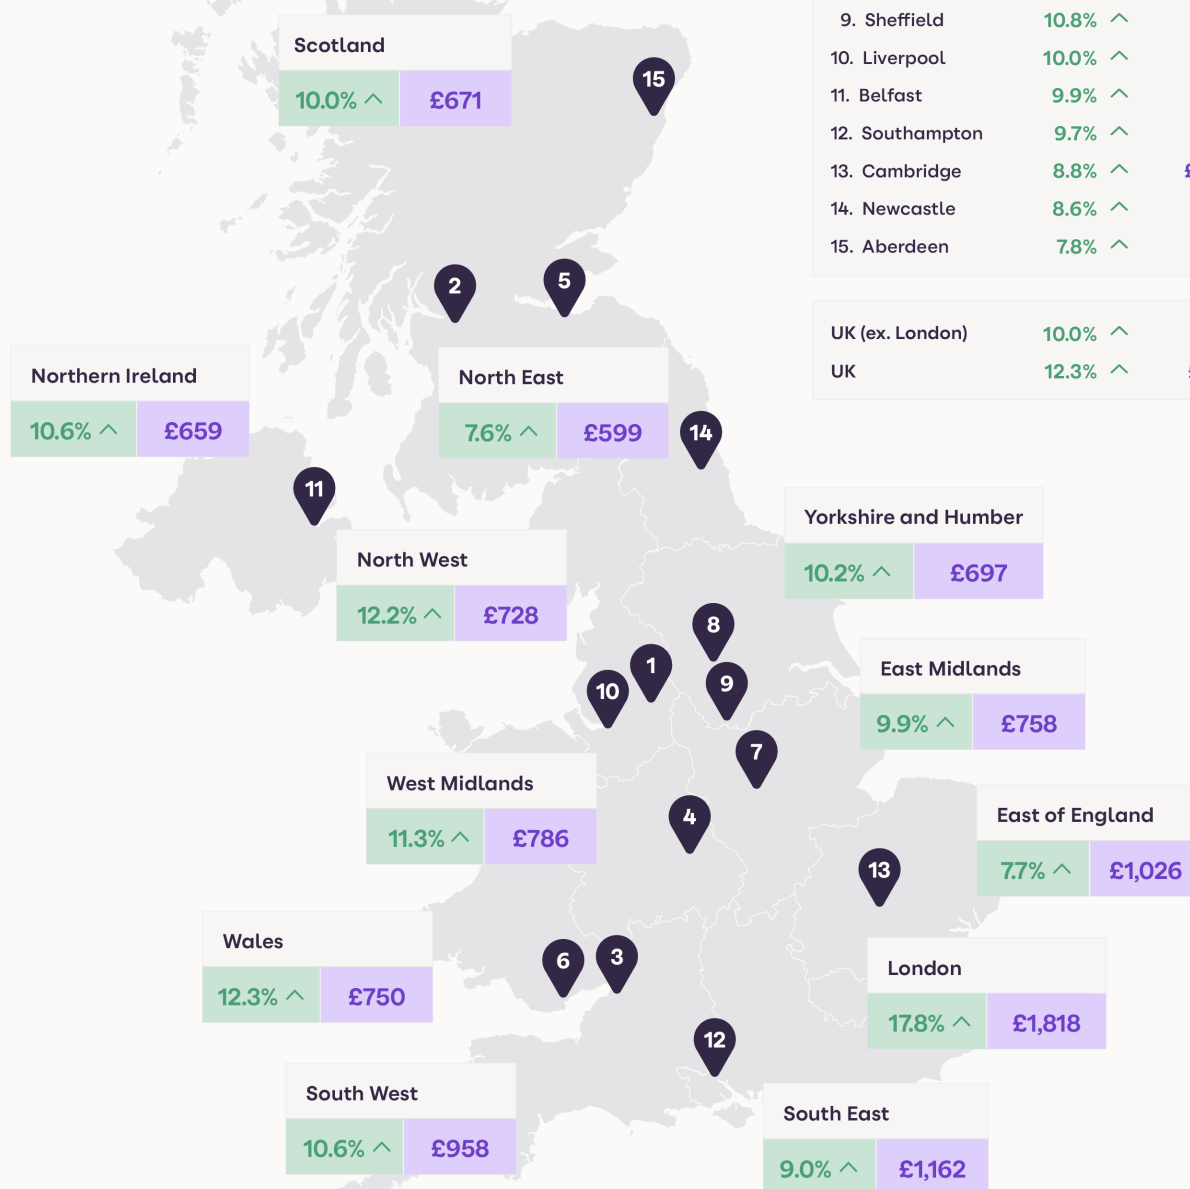 Scotland
10.0% £671
15
9. Sheffield 10.8%
10. Liverpool 10.0%
11. Belfast 9.9%
12. Southampton 9.7%
13. Cambridge 8.8% £
14. Newcastle 8.6%
15. Aberdeen 7.8%
UK (ex. London) 10.0%
UK 12.3%
2
5
Northern Ireland
10.6% £659
North East
7.6% £599
14
11
North West
12.2% £728
Yorkshire and Humber
10.2% £697
8
1
10
9
East Midlands
9.9% £758
7
West Midlands
11.3% £786
4
East of England
7.7% £1,026
13
Wales
12.3% £750
6
3
London
17.8% £1,818
12
South West
10.6% £958
South East
9.0% £1,162